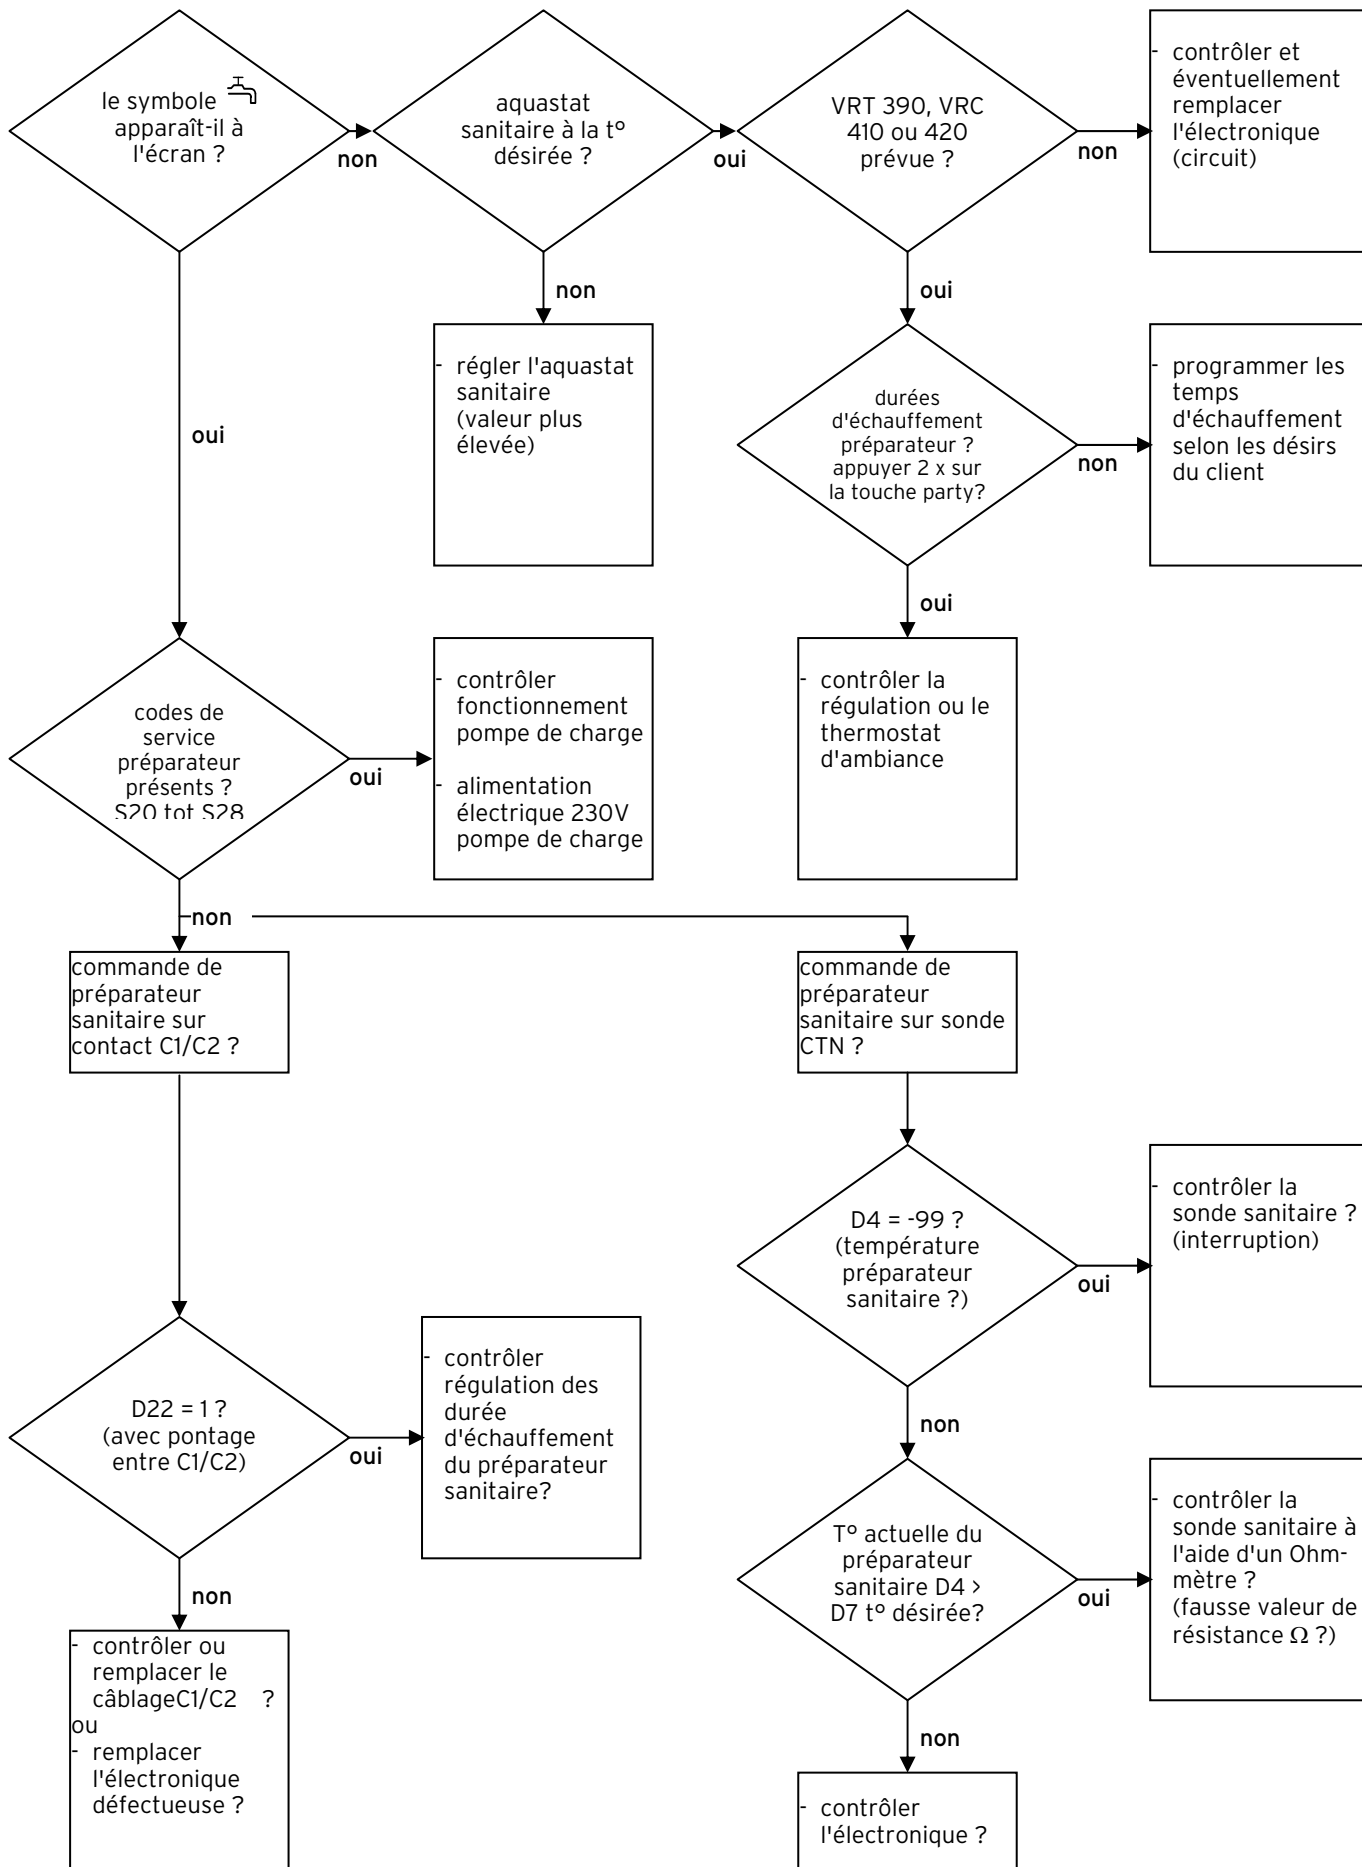 le symbole
apparaît-il à
l'écran ?
non
aquastat
sanitaire à la t°
désirée ?
oui
VRT 390, VRC
410 ou 420
prévue ?
non
- contrôler et
éventuellement
remplacer
l'électronique
(circuit)
oui
non
- régler l'aquastat
sanitaire
(valeur plus
élevée)
oui
durées
d'échauffement
préparateur ?
appuyer 2 x sur
la touche party?
non
- programmer les
temps
d'échauffement
selon les désirs
du client
oui
- contrôler la
régulation ou le
thermostat
d'ambiance
codes de
service
préparateur
présents ?
S20 tot S28
oui
- contrôler
fonctionnement
pompe de charge
- alimentation
électrique 230V
pompe de charge
non
commande de
préparateur
sanitaire sur
contact C1/C2 ?
commande de
préparateur
sanitaire sur sonde
CTN ?
D4 = -99 ?
(température
préparateur
sanitaire ?)
oui
- contrôler la
sonde sanitaire ?
(interruption)
non
D22 = 1 ?
(avec pontage
entre C1/C2)
oui
- contrôler
régulation des
durée
d'échauffement
du préparateur
sanitaire?
T° actuelle du
préparateur
sanitaire D4 >
D7 t° désirée?
oui
- contrôler la
sonde sanitaire à
l'aide d'un Ohm-
mètre ?
(fausse valeur de
résistance Ω ?)
non
- contrôler ou
remplacer le
câblageC1/C2 ?
ou
- remplacer
l'électronique
défectueuse ?
non
- contrôler
l'électronique ?